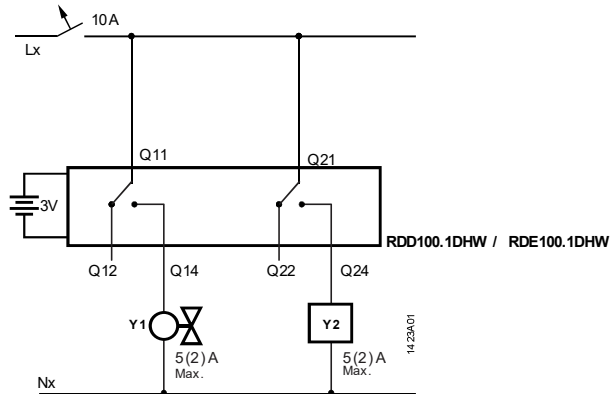 10A
Lx
Q11
Q21
3V
RDD100.1DHW / RDE100.1DHW
Q12
Q14
Q22
Q24
Y1
Y2
5(2)A
Max.
5(2)A
Max.
1423A01
Nx